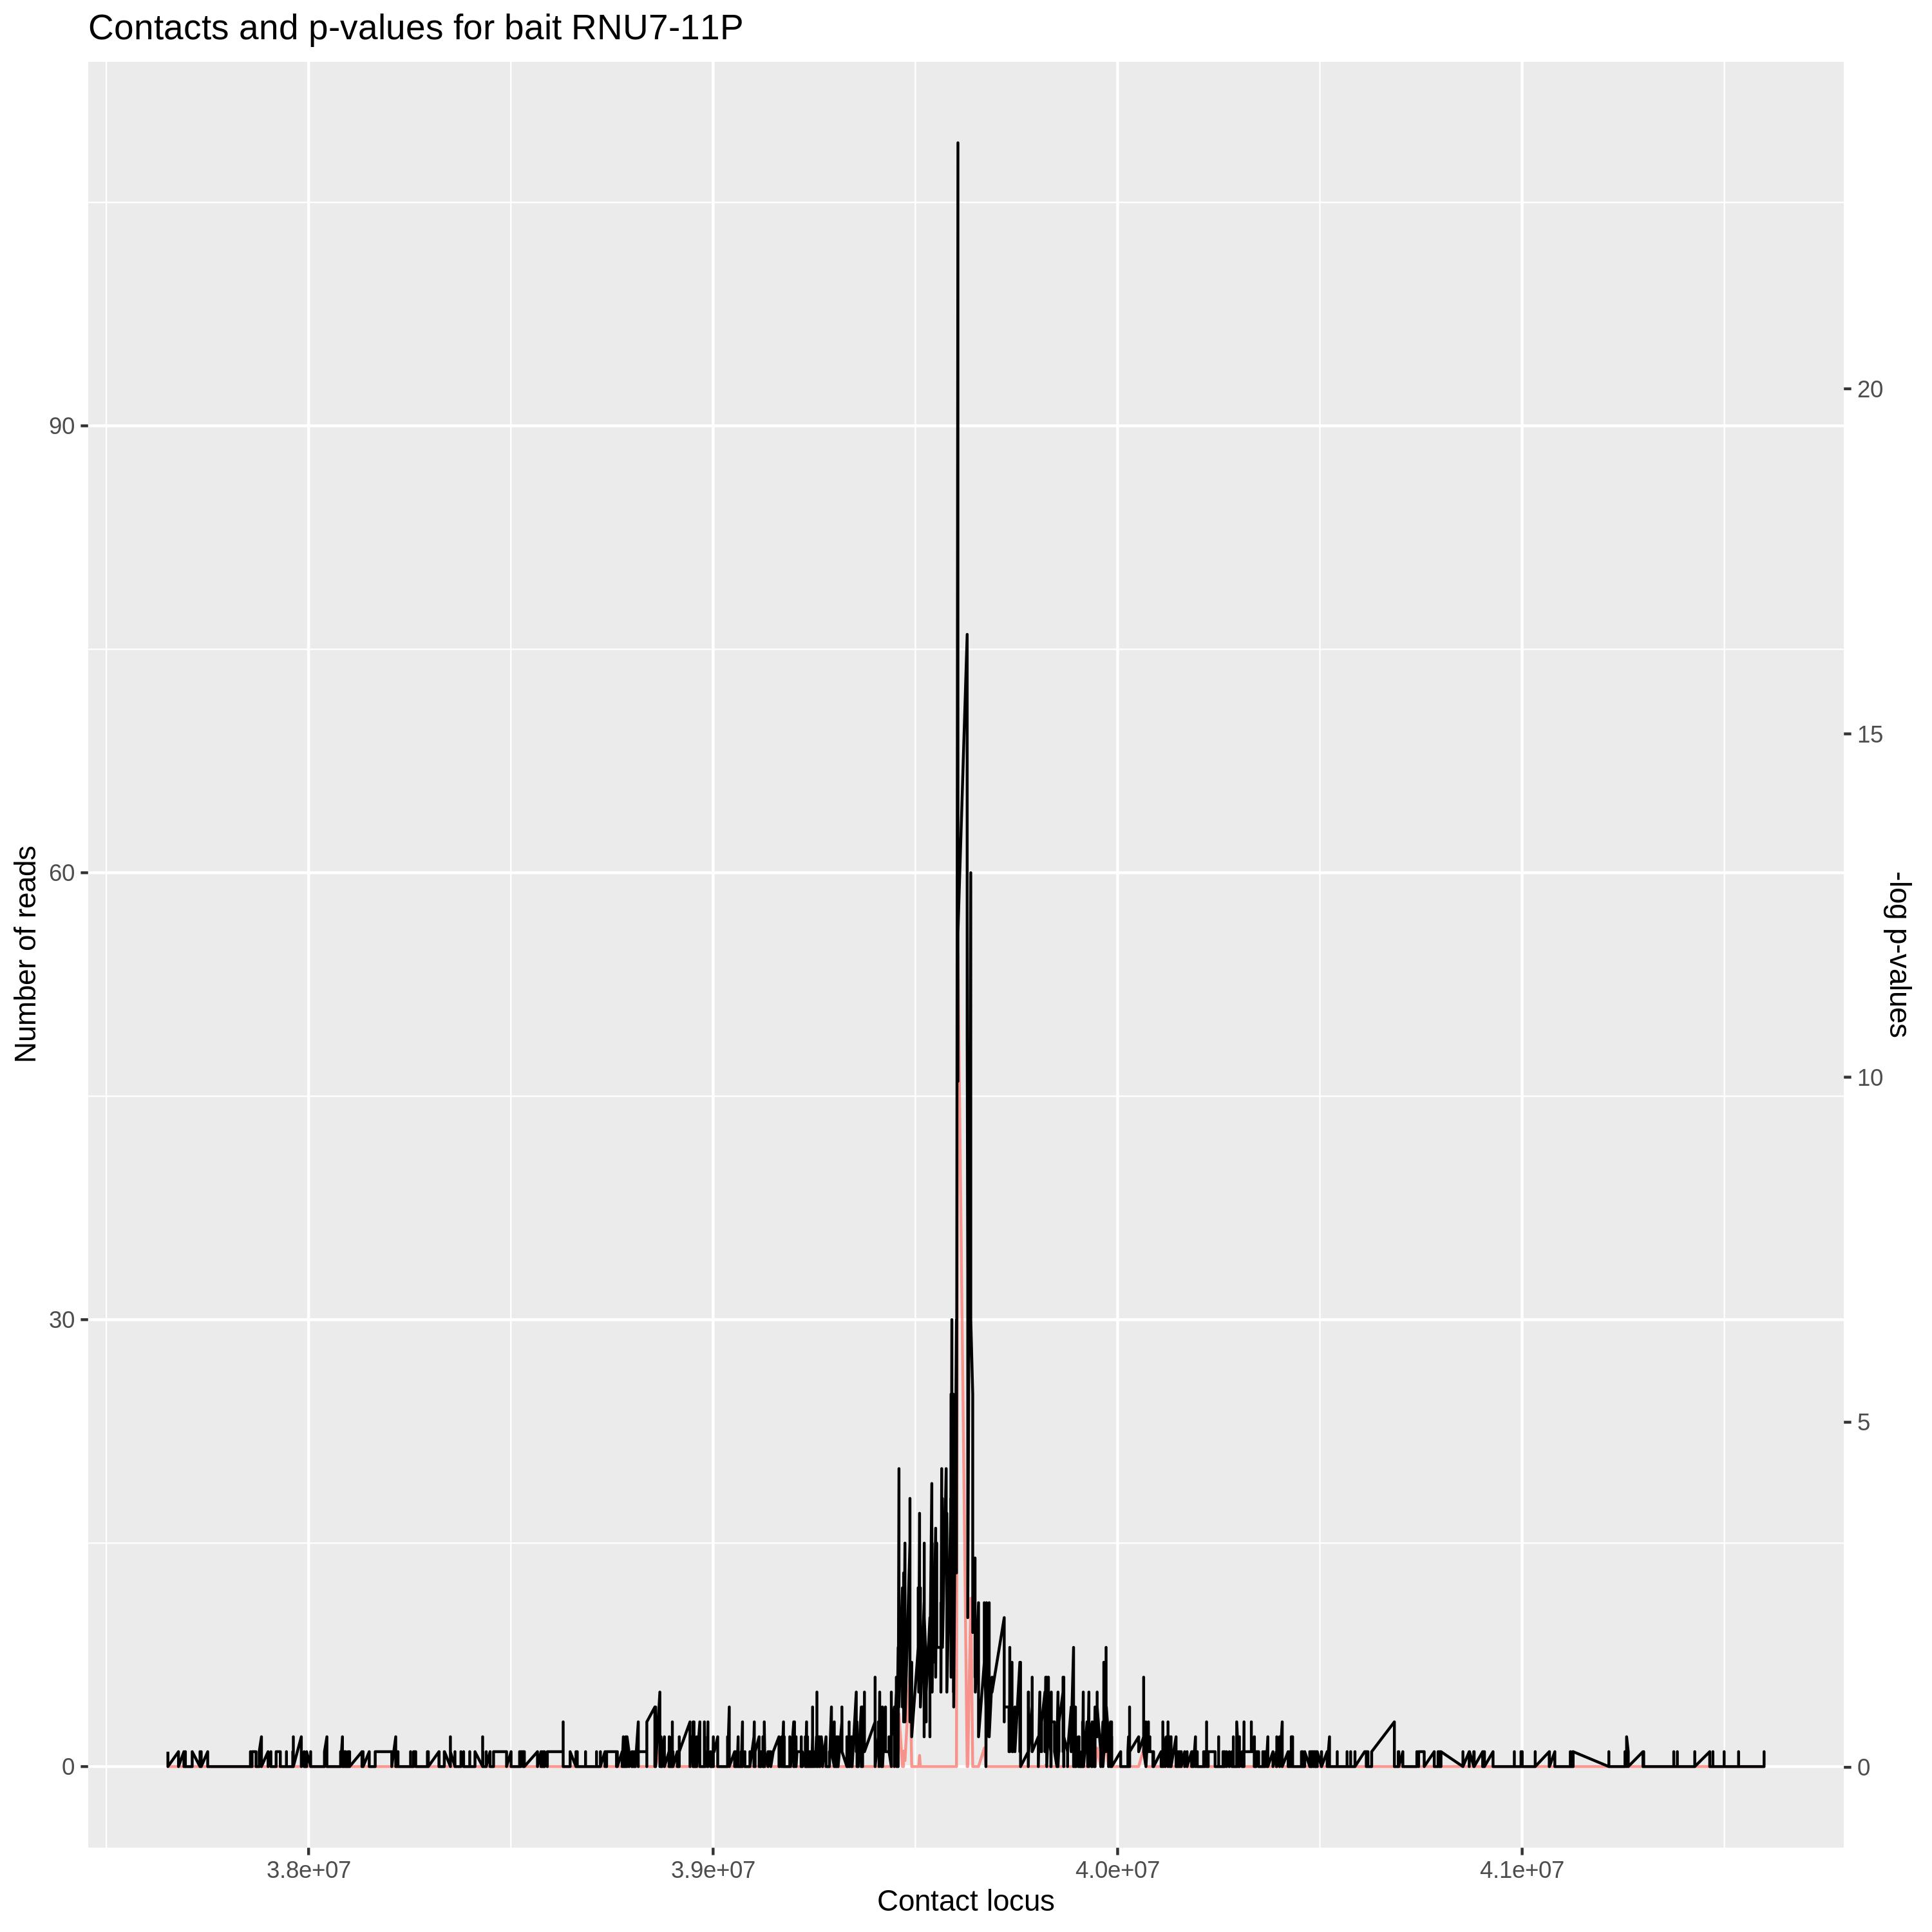 Contacts and p-values for bait RNU7-11P
90
60
30
0
Number of reads
20
15
10
5
0
-log p-values
3.8e+07
3.9e+07
4.0e+07
4.1e+07
Contact locus